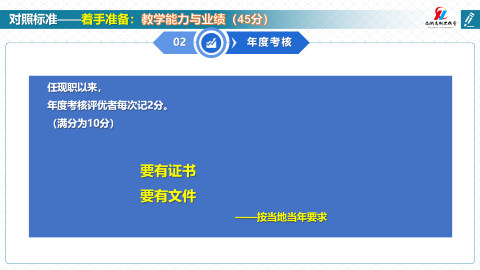 对照标准——着手准备：教学能力与业绩（45分）
02 年度考核
任现职以来，
年度考核评优者每次记2分。
（满分为10分）
要有证书
要有文件
——按当地当年要求